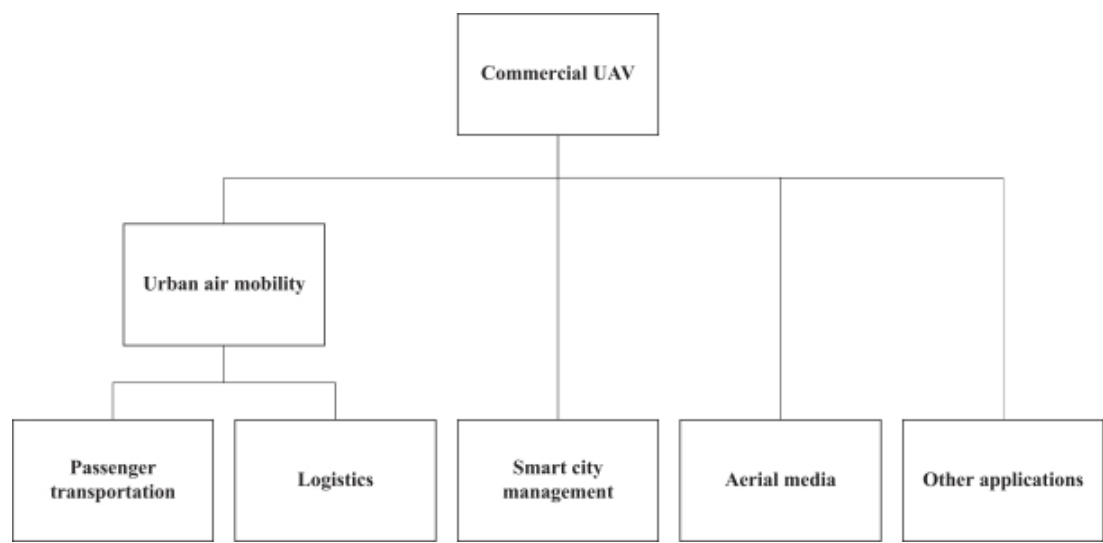 Commercial UAV
Urban air mobility
Passenger
transportation
Logistics
Smart city
management
Aerial media
Other applications